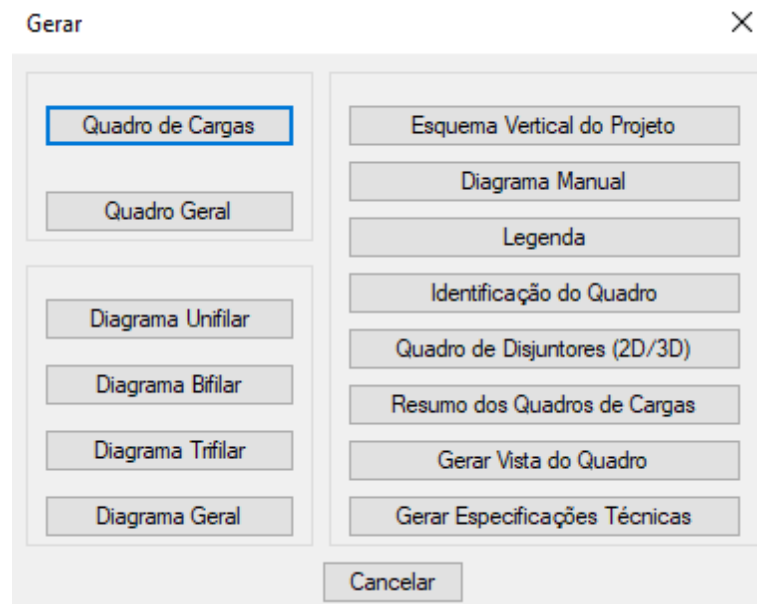 Gerar
Quadro de Cargas
Quadro Geral
Diagrama Unifilar
Diagrama Bifilar
Diagrama Trifilar
Diagrama Geral
Esquema Vertical do Projeto
Diagrama Manual
Legenda
Identificação do Quadro
Quadro de Disjuntores (2D/3D)
Resumo dos Quadros de Cargas
Gerar Vista do Quadro
Gerar Especificações Técnicas
Cancelar